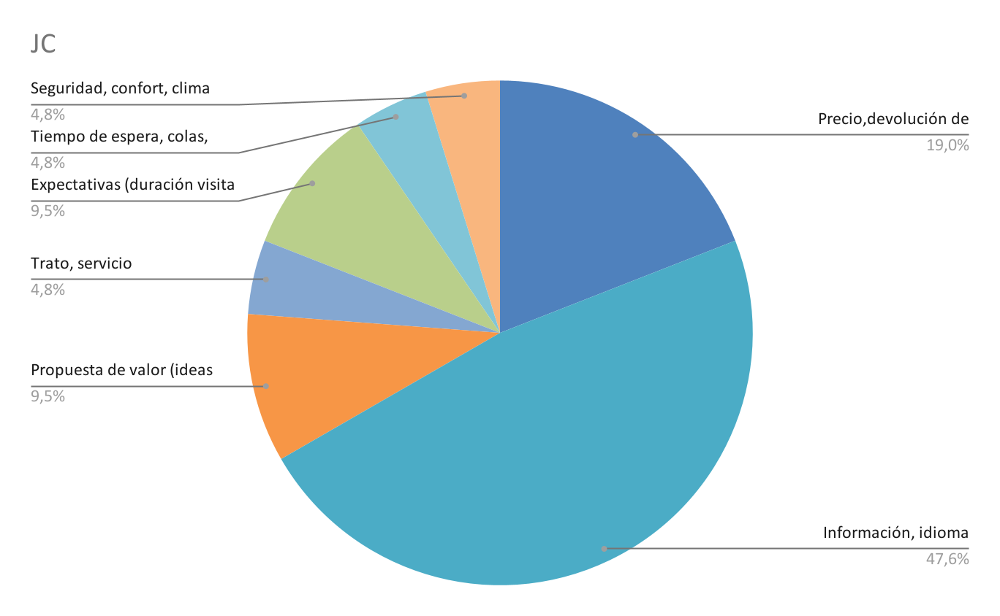 JC
Seguridad, confort, clima
4,8%
Tiempo de espera, colas,
4,8%
Expectativas (duración visita
9,5%
Trato, servicio
4,8%
Propuesta de valor (ideas
9,5%
Precio,devolución de
19,0%
Información, idioma
47,6%